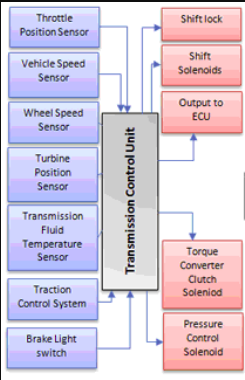 Throttle
Position Sensor
Vehicle Speed
Sensor
Wheel Speed
Sensor
Turbine
Position
Sensor
Transmission
Fluid
Temperature
Sensor
Traction
Control System
Brake Light
switch
Transmission Control Unit
Shift lock
Shift
Solenoids
Output to
ECU
Torque
Converter
Clutch
Soleniod
Pressure
Control
Solenoid